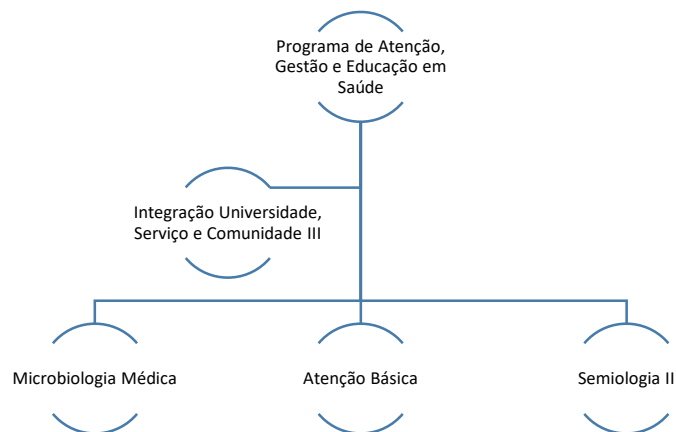 Programa de Atenção,
Gestão e Educação em
Saúde
Integração Universidade,
Serviço e Comunidade III
Microbiologia Médica
Atenção Básica
Semiologia II